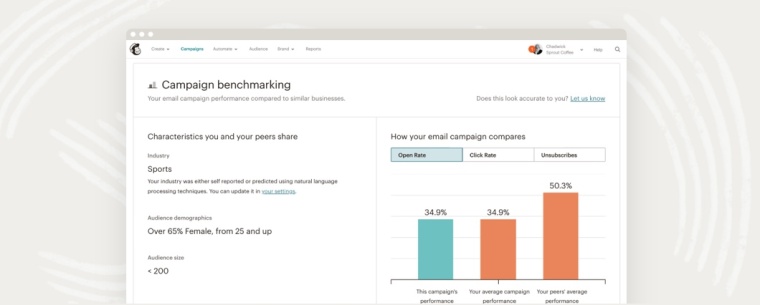 Create
Campaigns
Automate
Audience
Brand
Reports
Chadwick
Sprout Coffee
Help
Campaign benchmarking
Your email campaign performance compared to similar businesses.
Does this look accurate to you? Let us know
Characteristics you and your peers share
Industry
Sports
Your industry was either self reported or predicted using natural language
processing techniques. You can update it in your settings.
Audience demographics
Over 65% Female, from 25 and up
Audience size
< 200
How your email campaign compares
Open Rate
Click Rate
Unsubscribes
34.9%
34.9%
50.3%
This campaign's
performance
Your average campaign
performance
Your peers' average
performance